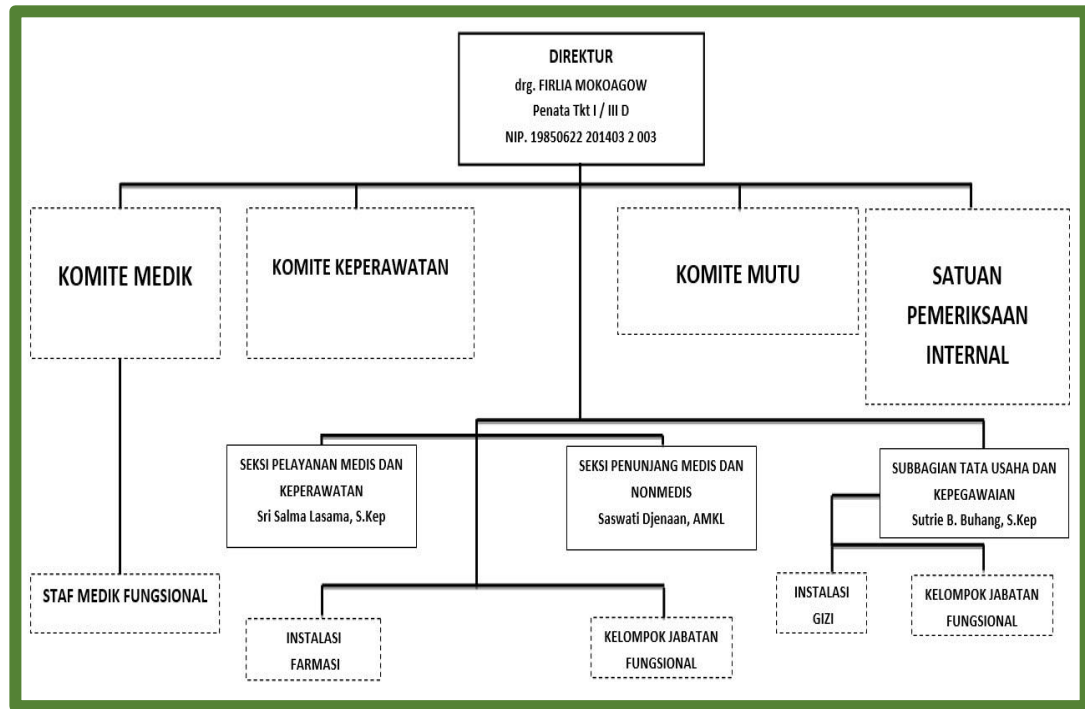 DIREKTUR
drg. FIRLIA MOKOAGOW
Penata Tkt I / III D
NIP. 19850622 201403 2 003
KOMITE MEDIK
KOMITE KEPERAWATAN
KOMITE MUTU
SATUAN
PEMERIKSAAN
INTERNAL
SEKSI PELAYANAN MEDIS DAN
KEPERAWATAN
Sri Salma Lasama, S.Kep
SEKSI PENUNJANG MEDIS DAN
NONMEDIS
Saswati Djenaan, AMKL
SUBBAGIAN TATA USAHA DAN
KEPEGAWAIAN
Sutrie B. Buhang, S.Kep
STAF MEDIK FUNGSIONAL
INSTALASI
FARMASI
KELOMPOK JABATAN
FUNGSIONAL
INSTALASI
GIZI
KELOMPOK JABATAN
FUNGSIONAL